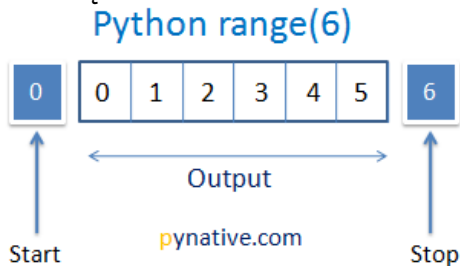 Python range(6)
0 0 1 2 3 4 5 6
Output
pynative.com
Start Stop